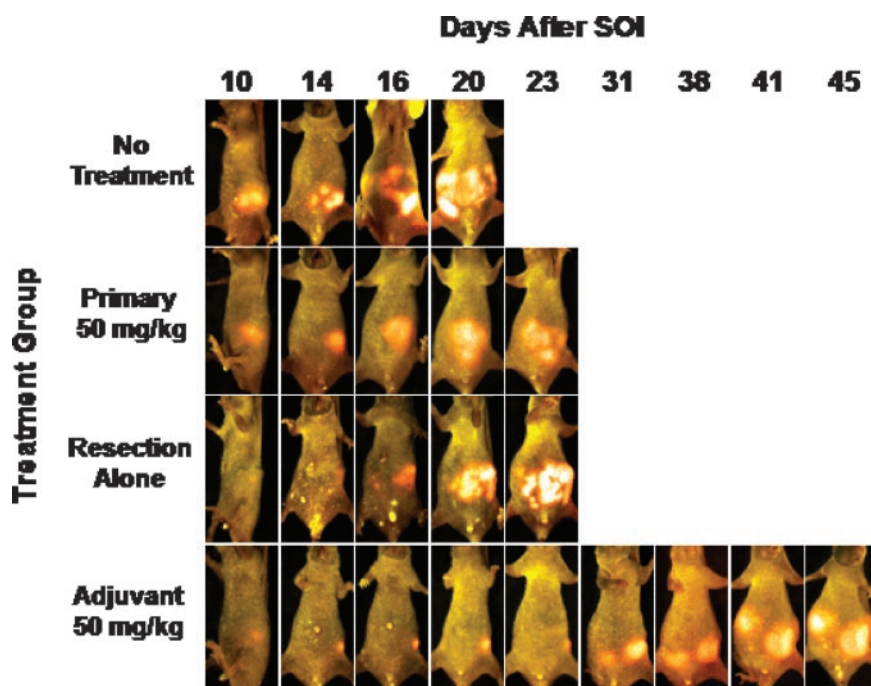 Days After SOI
10 14 16 20 23 31 38 41 45
Treatment Group
No
Treatment
Primary
50 mg/kg
Resection
Alone
Adjuvant
50 mg/kg